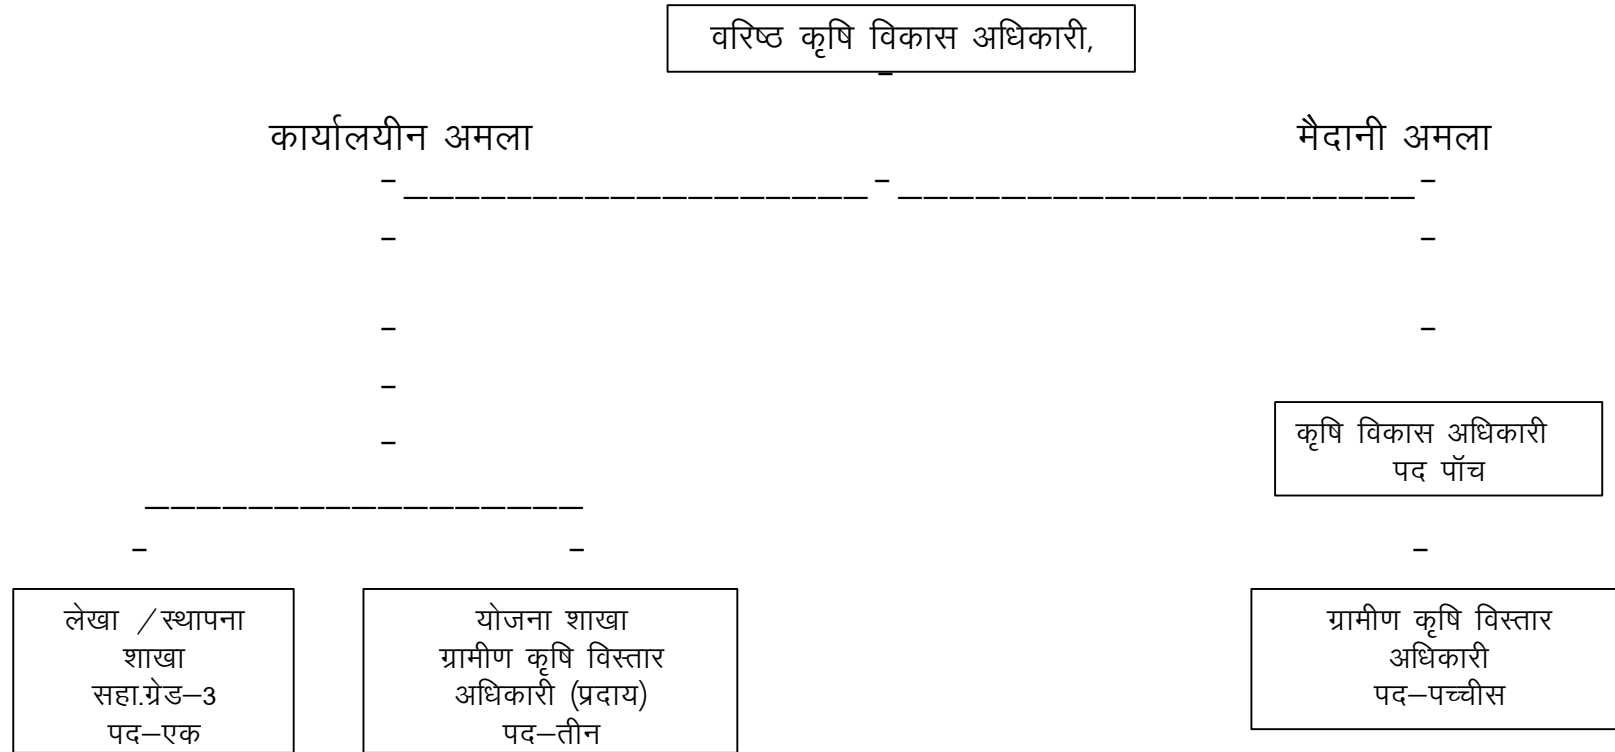 वरिष्ठ कृषि विकास अधिकारी,
कार्यालयीन अमला
मैदानी अमला
कृषि विकास अधिकारी
पद पॉच
लेखा /स्थापना
शाखा
सहा.ग्रेड–3
पद–एक
योजना शाखा
ग्रामीण कृषि विस्तार
अधिकारी (प्रदाय)
पद–तीन
ग्रामीण कृषि विस्तार
अधिकारी
पद–पच्चीस